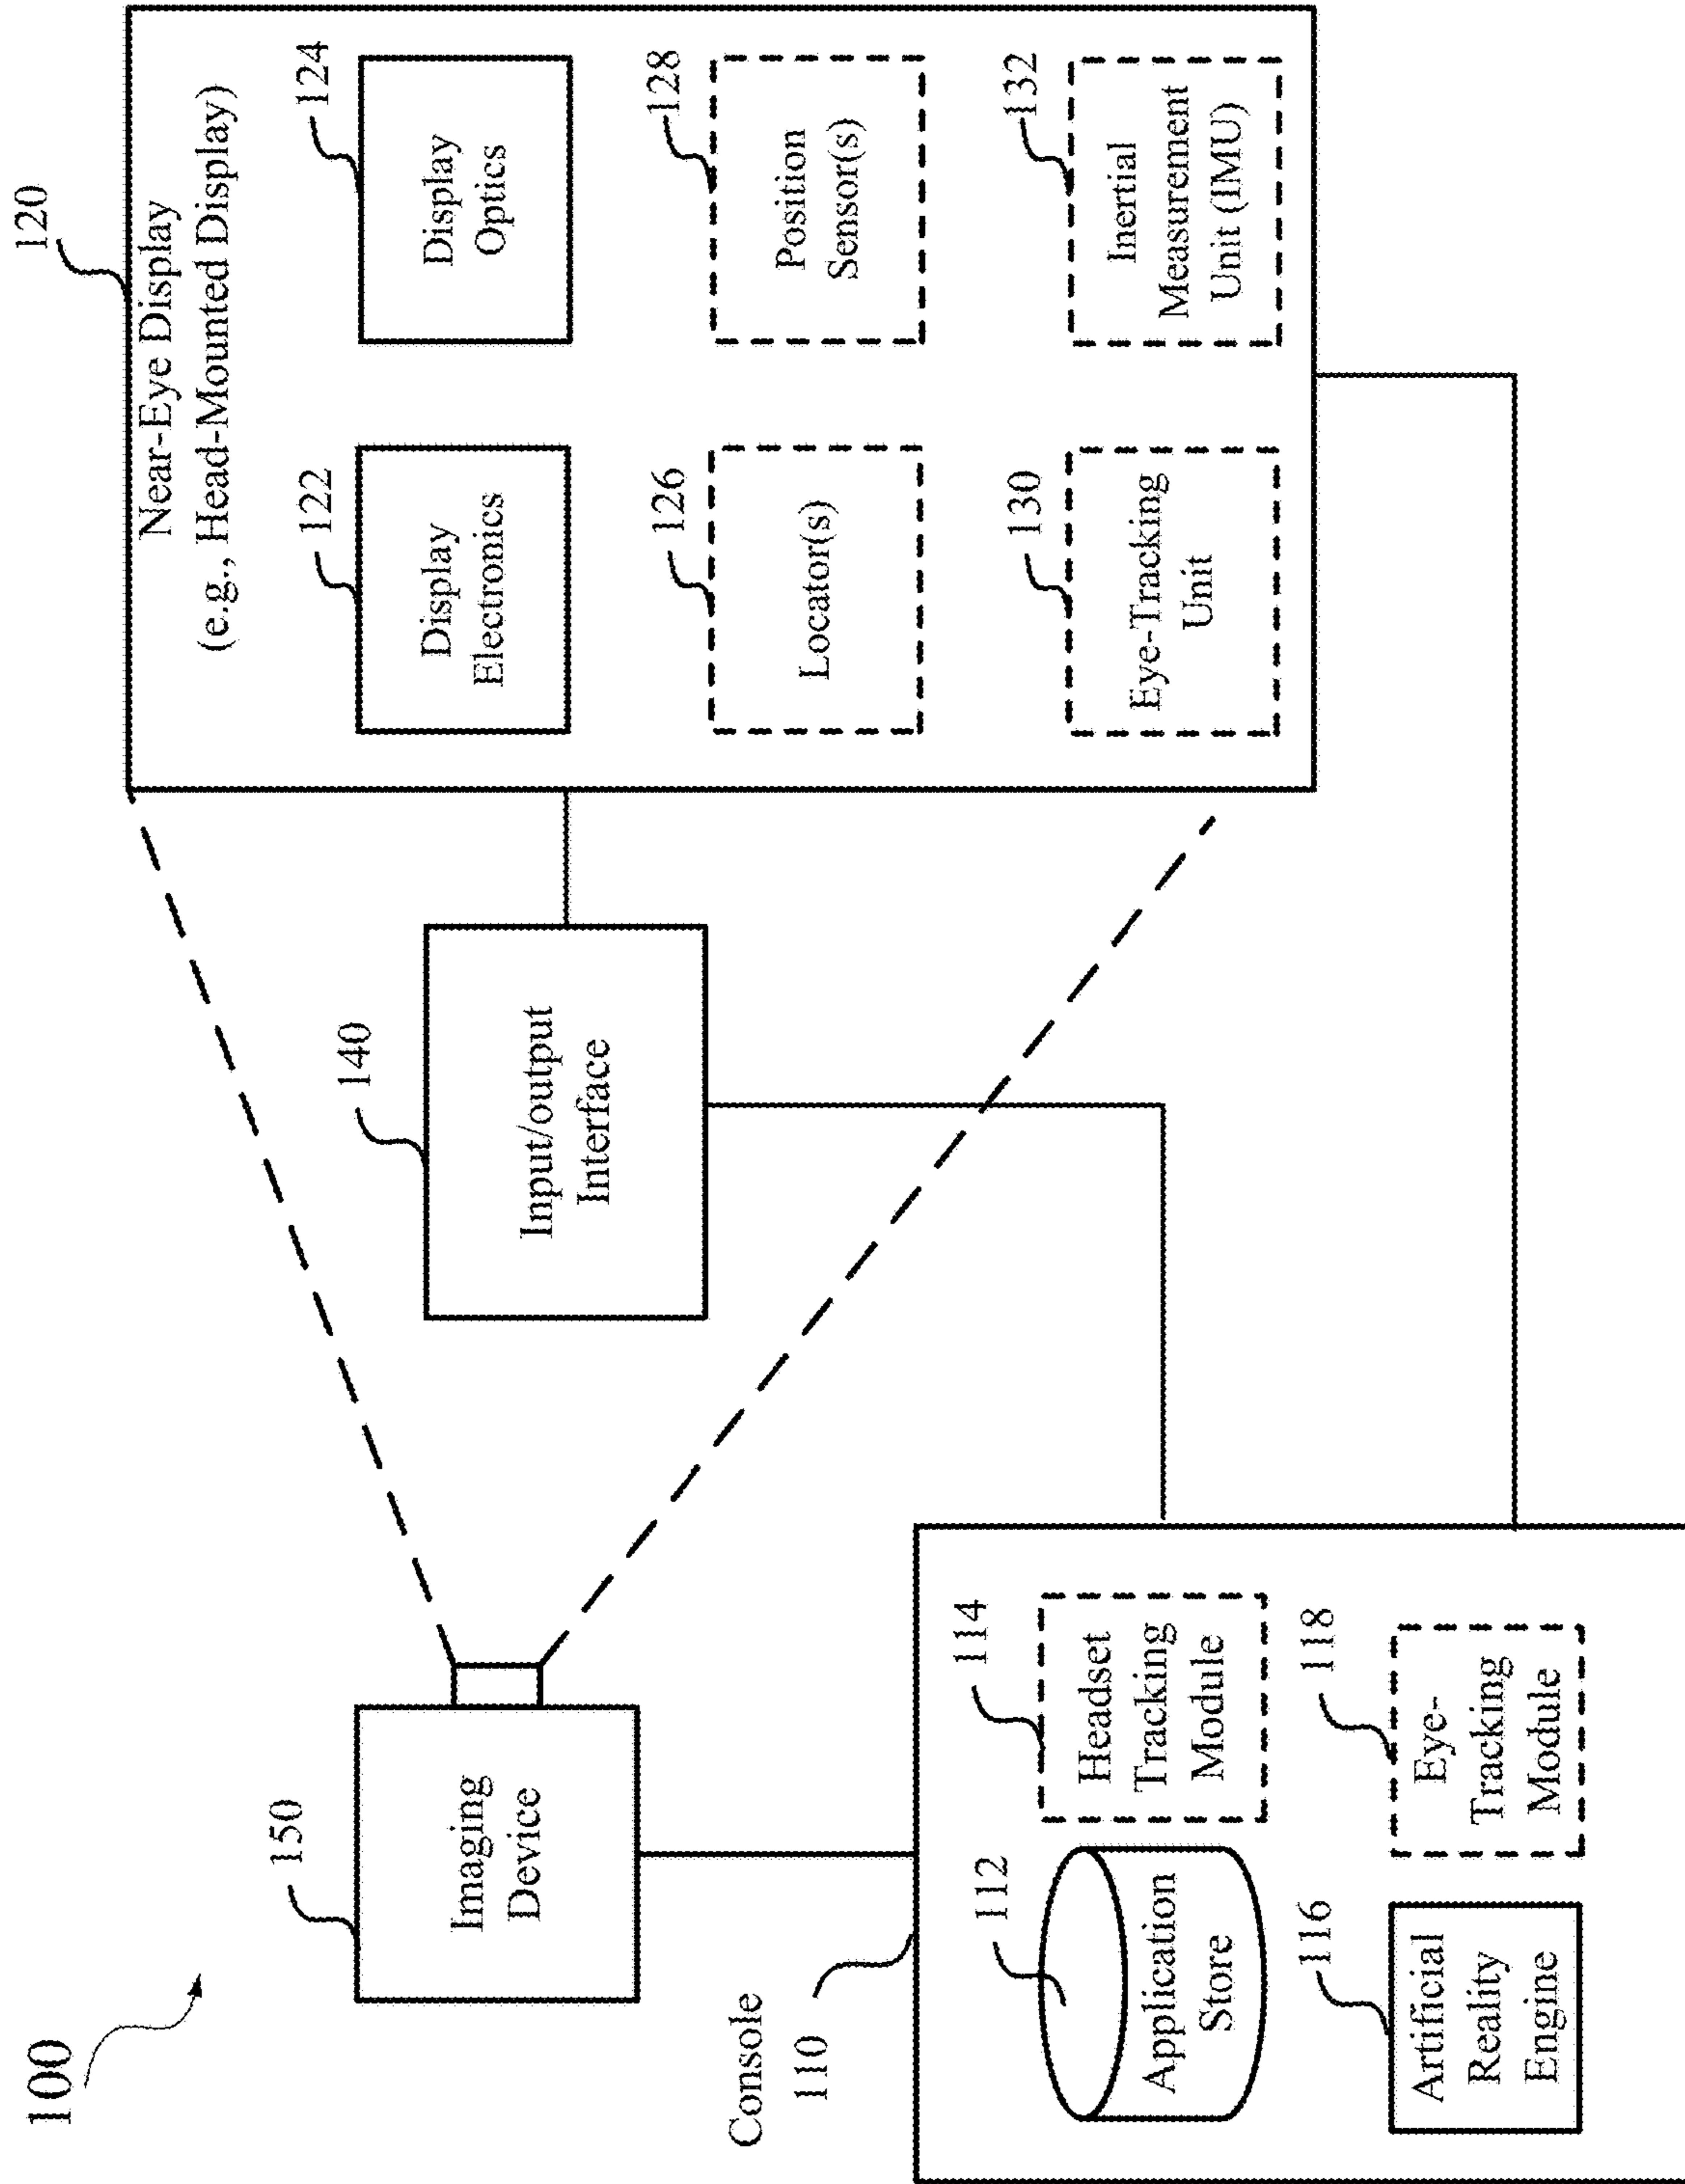 100
150
Imaging
Device
140
Input/output
Interface
120
Near-Eye Display
(e.g., Head-Mounted Display)
122
Display
Electronics
124
Display
Optics
126
Locator(s)
128
Position
Sensor(s)
130
Eye-Tracking
Unit
132
Inertial
Measurement
Unit (IMU)
Console
110
112
Application
Store
114
Headset
Tracking
Module
116
Artificial
Reality
Engine
118
Eye-
Tracking
Module